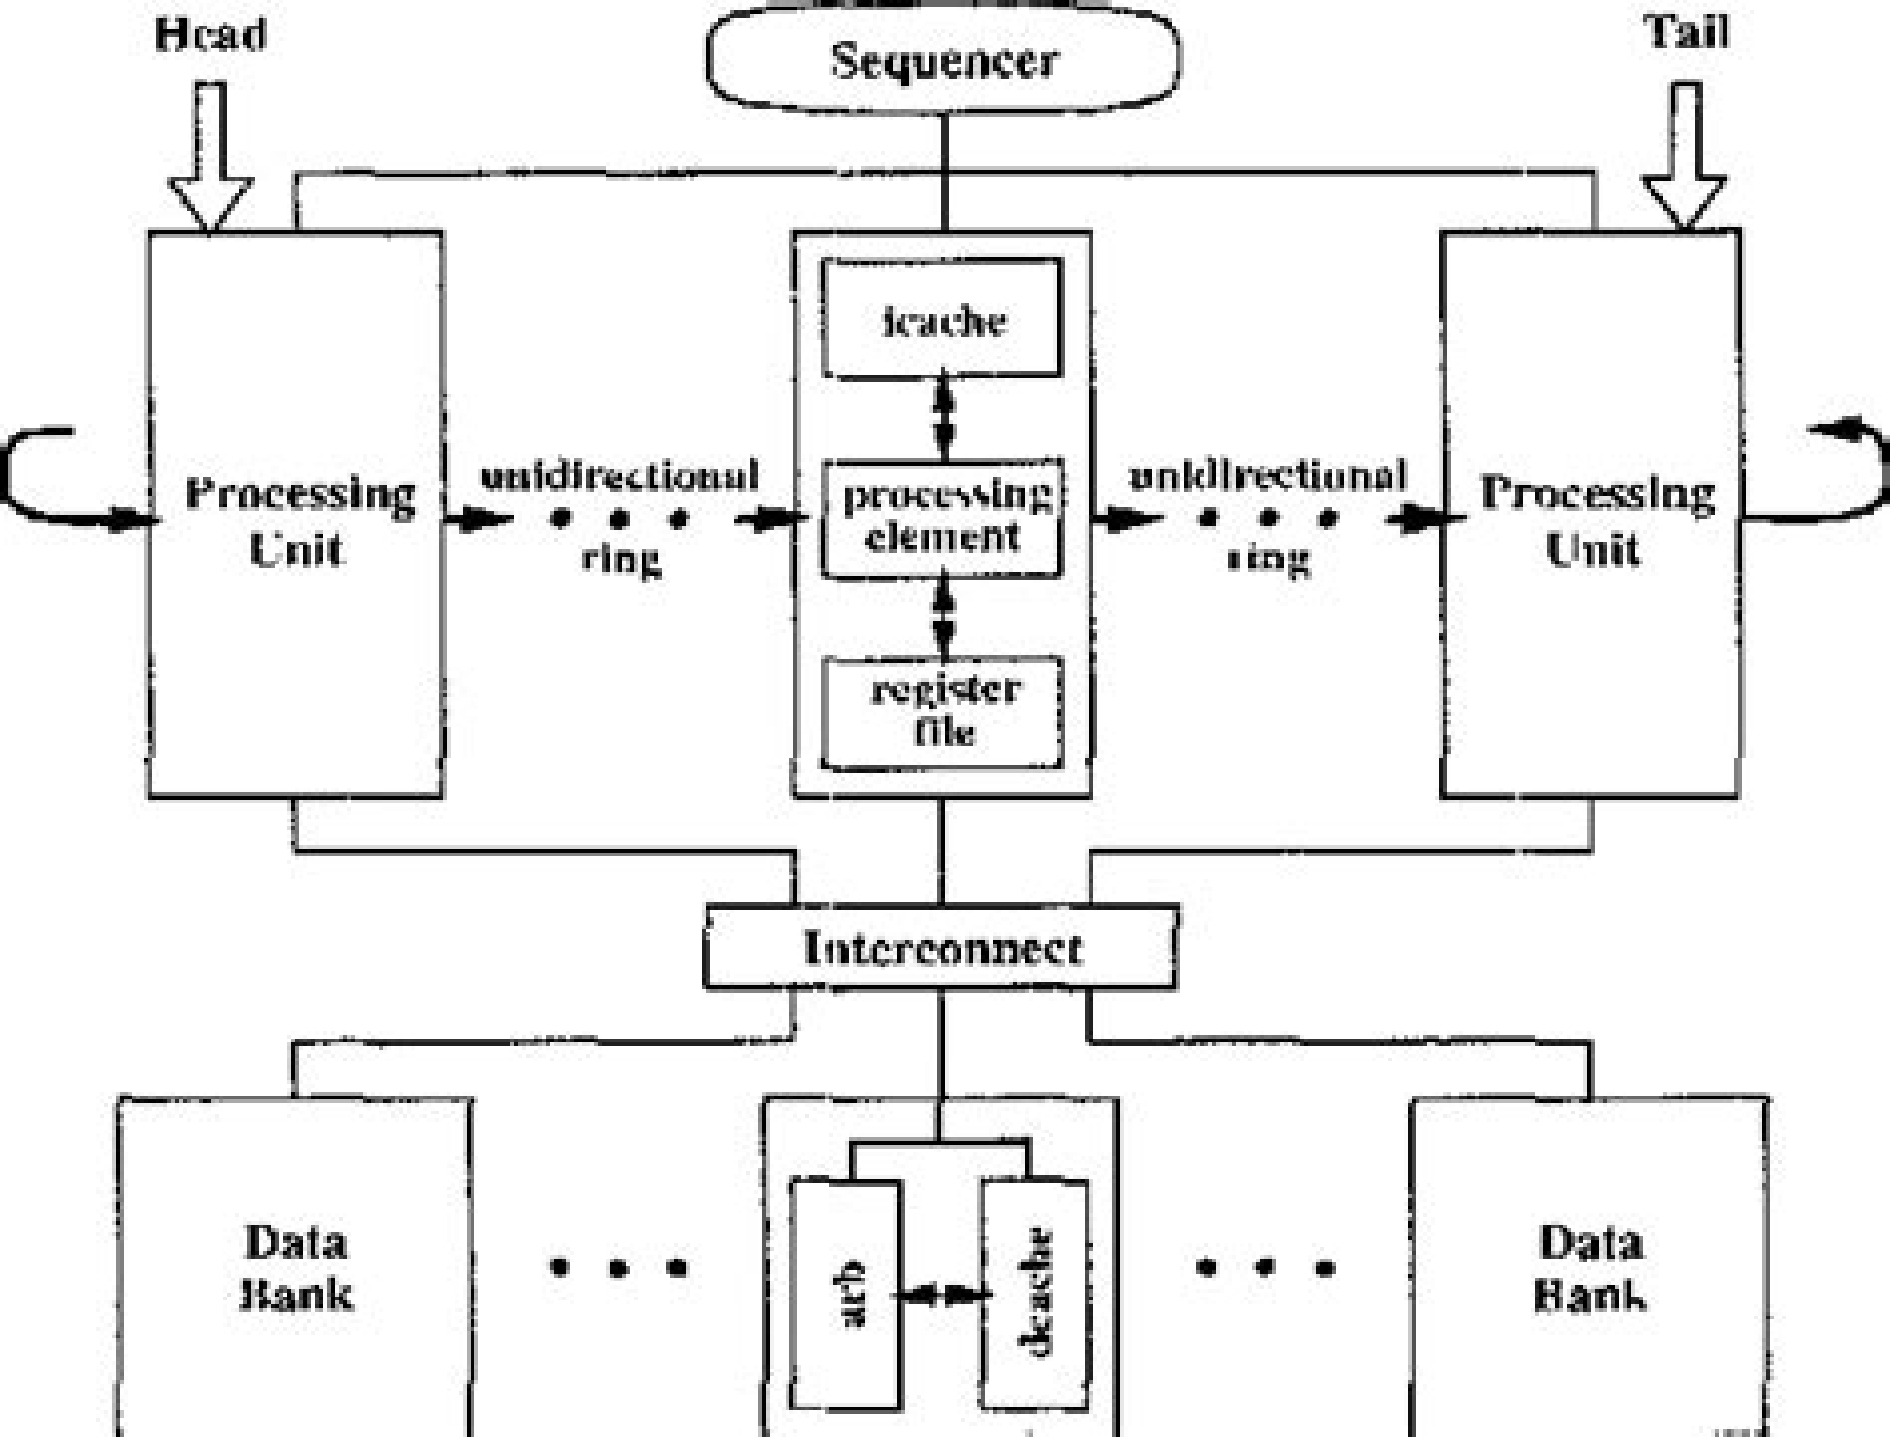 Head
Sequencer
Tail
icache
Processing
Unit
unidirectional
ring
processing
element
unidirectional
ring
Processing
Unit
register
file
Interconnect
Data
Bank
arb
dcache
Data
Bank